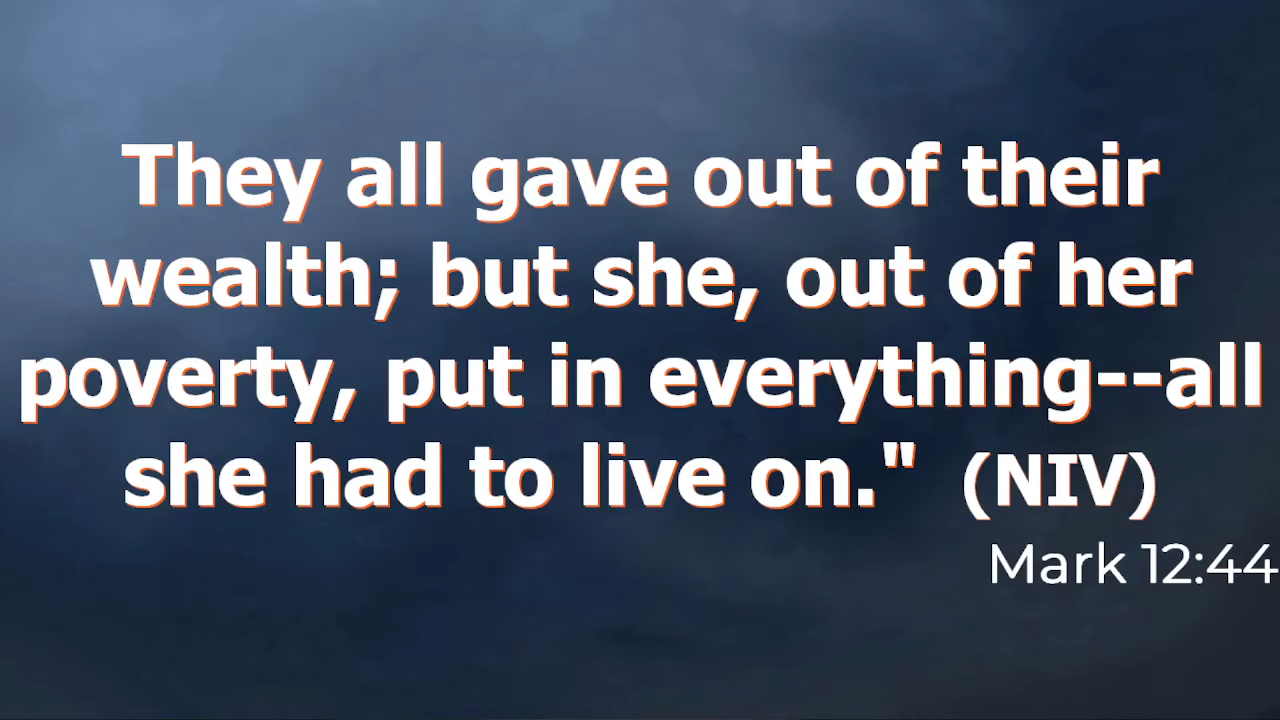 They all gave out of their
wealth; but she, out of her
poverty, put in everything--all
she had to live on."  (NIV)
Mark 12:44